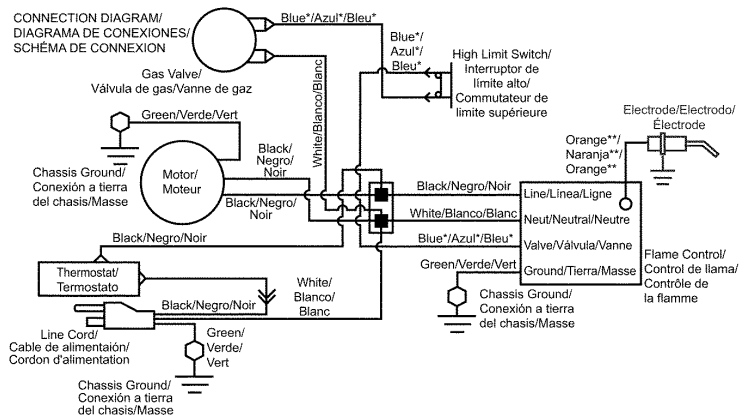 CONNECTION DIAGRAM/
DIAGRAMA DE CONEXIONES/
SCHÉMA DE CONNEXION
Blue*/Azul*/Bleu*
Blue*/
Azul*/
Bleu*
High Limit Switch/
Interruptor de
límite alto/
Commutateur de
limite supérieure
Gas Valve/
Válvula de gas/Vanne de gaz
White/Blanco/Blanc
Green/Verde/Vert
Electrode/Electrodo/
Électrode
Orange**/
Naranja**/
Orange**
Black/
Negro/
Noir
Chassis Ground/
Conexión a tierra
del chasis/Masse
Motor/
Moteur
Black/Negro/Noir
Black/Negro/Noir
Line/Línea/Ligne
White/Blanco/Blanc
Neut/Neutral/Neutre
Black/Negro/Noir
Blue*/Azul*/Bleu*
Valve/Válvula/Vanne
Green/Verde/Vert
Ground/Tierra/Masse
Flame Control/
Control de llama/
Contrôle de
la flamme
Thermostat/
Termostato
White/
Blanco/
Blanc
Black/Negro/Noir
Chassis Ground/
Conexión a tierra
del chasis/Masse
Line Cord/
Cable de alimentaión/
Cordon d'alimentation
Green/
Verde/
Vert
Chassis Ground/
Conexión a tierra
del chasis/Masse